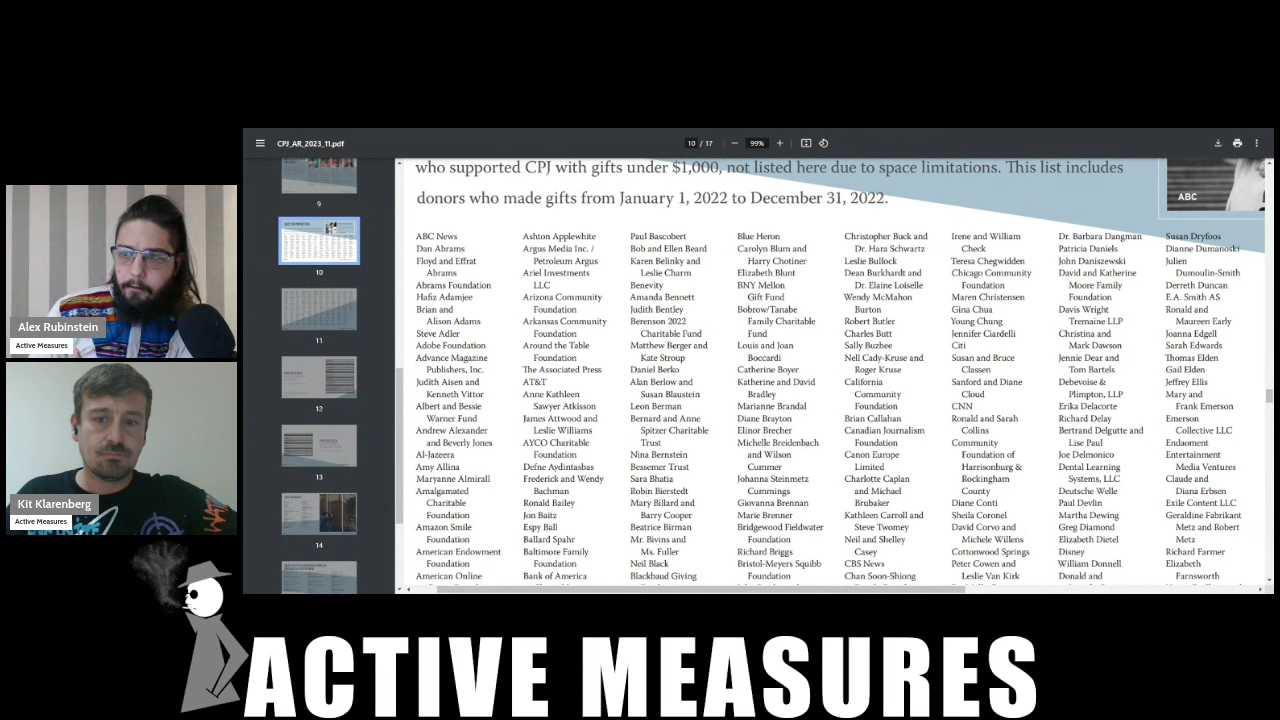 CPJ_AR_2023_11.pdf
10 / 17
99%
9
10
11
12
13
14
who supported CPJ with gifts under $1,000, not listed here due to space limitations. This list includes
donors who made gifts from January 1, 2022 to December 31, 2022.
ABC
ABC News
Dan Abrams
Floyd and Effrat
Abrams
Abrams Foundation
Hafiz Adamjee
Brian and
Alison Adams
Steve Adler
Adobe Foundation
Advance Magazine
Publishers, Inc.
Judith Aisen and
Kenneth Vittor
Albert and Bessie
Warner Fund
Andrew Alexander
and Beverly Jones
Al-Jazeera
Amy Allina
Maryanne Almirall
Amalgamated
Charitable
Foundation
Amazon Smile
Foundation
American Endowment
Foundation
American Online
Ashton Applewhite
Argus Media Inc. /
Petroleum Argus
Ariel Investments
LLC
Arizona Community
Foundation
Arkansas Community
Foundation
Around the Table
Foundation
The Associated Press
AT&T
Anne Kathleen
Sawyer Atkisson
James Attwood and
Leslie Williams
AYCO Charitable
Foundation
Defne Aydintasbas
Frederick and Wendy
Bachman
Ronald Bailey
Jon Baitz
Espy Ball
Ballard Spahr
Baltimore Family
Foundation
Bank of America
Paul Bascobert
Bob and Ellen Beard
Karen Belinky and
Leslie Charm
Benevity
Amanda Bennett
Judith Bentley
Berenson 2022
Charitable Fund
Matthew Berger and
Kate Stroup
Daniel Berko
Alan Berlow and
Susan Blaustein
Leon Berman
Bernard and Anne
Spitzer Charitable
Trust
Nina Bernstein
Bessemer Trust
Sara Bhatia
Robin Bierstedt
Mary Billard and
Barry Cooper
Beatrice Birman
Mr. Bivins and
Ms. Fuller
Neil Black
Blackbaud Giving
Blue Heron
Carolyn Blum and
Harry Chotiner
Elizabeth Blunt
BNY Mellon
Gift Fund
Bobrow/Tanabe
Family Charitable
Fund
Louis and Joan
Boccardi
Catherine Boyer
Katherine and David
Bradley
Marianne Brandal
Diane Brayton
Elinor Brecher
Michelle Breidenbach
and Wilson
Cummer
Johanna Steinmetz
Cummings
Giovanna Brennan
Marie Brenner
Bridgewood Fieldwater
Foundation
Richard Briggs
Bristol-Meyers Squibb
Foundation
Christopher Buck and
Dr. Hara Schwartz
Leslie Bullock
Dean Burkhardt and
Dr. Elaine Loiselle
Wendy McMahon
Burton
Robert Butler
Charles Butt
Sally Buzbee
Nell Cady-Kruse and
Roger Kruse
California
Community
Foundation
Brian Callahan
Canadian Journalism
Foundation
Canon Europe
Limited
Charlotte Caplan
and Michael
Brubaker
Kathleen Carroll and
Steve Twomey
Neil and Shelley
Casey
CBS News
Chan Soon-Shiong
Irene and William
Check
Teresa Chegwidden
Chicago Community
Foundation
Maren Christensen
Gina Chua
Young Chung
Jennifer Ciardelli
Citi
Susan and Bruce
Classen
Sanford and Diane
Cloud
CNN
Ronald and Sarah
Collins
Community
Foundation of
Harrisonburg &
Rockingham
County
Diane Conti
Sheila Coronel
David Corvo and
Michele Willens
Cottonwood Springs
Peter Cowen and
Leslie Van Kirk
Dr. Barbara Dangman
Patricia Daniels
John Daniszewski
David and Katherine
Moore Family
Foundation
Davis Wright
Tremaine LLP
Christina and
Mark Dawson
Jennie Dear and
Tom Bartels
Debevoise &
Plimpton, LLP
Erika Delacorte
Richard Delay
Bertrand Delgutte and
Lise Paul
Joe Delmonico
Dental Learning
Systems, LLC
Deutsche Welle
Paul Devlin
Martha Dewing
Greg Diamond
Elizabeth Dietel
Disney
William Donnell
Donald and
Susan Dryfoos
Dianne Dumanoski
Julien
Dumoulin-Smith
Derreth Duncan
E.A. Smith AS
Ronald and
Maureen Early
Joanna Edgell
Sarah Edwards
Thomas Elden
Gail Elden
Jeffrey Ellis
Mary and
Frank Emerson
Emerson
Collective LLC
Endaoment
Entertainment
Media Ventures
Claude and
Diana Erbsen
Exile Content LLC
Geraldine Fabrikant
Metz and Robert
Metz
Richard Farmer
Elizabeth
Farnsworth
Alex Rubinstein
Active Measures
Kit Klarenberg
Active Measures
ACTIVE MEASURES